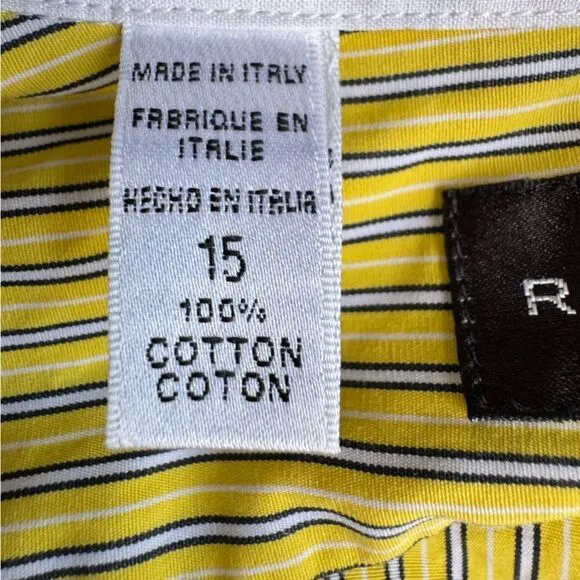 MADE IN ITALY
FABRIQUE EN
ITALIE
HECHO EN ITALIA
15
100%
COTTON
COTON
R